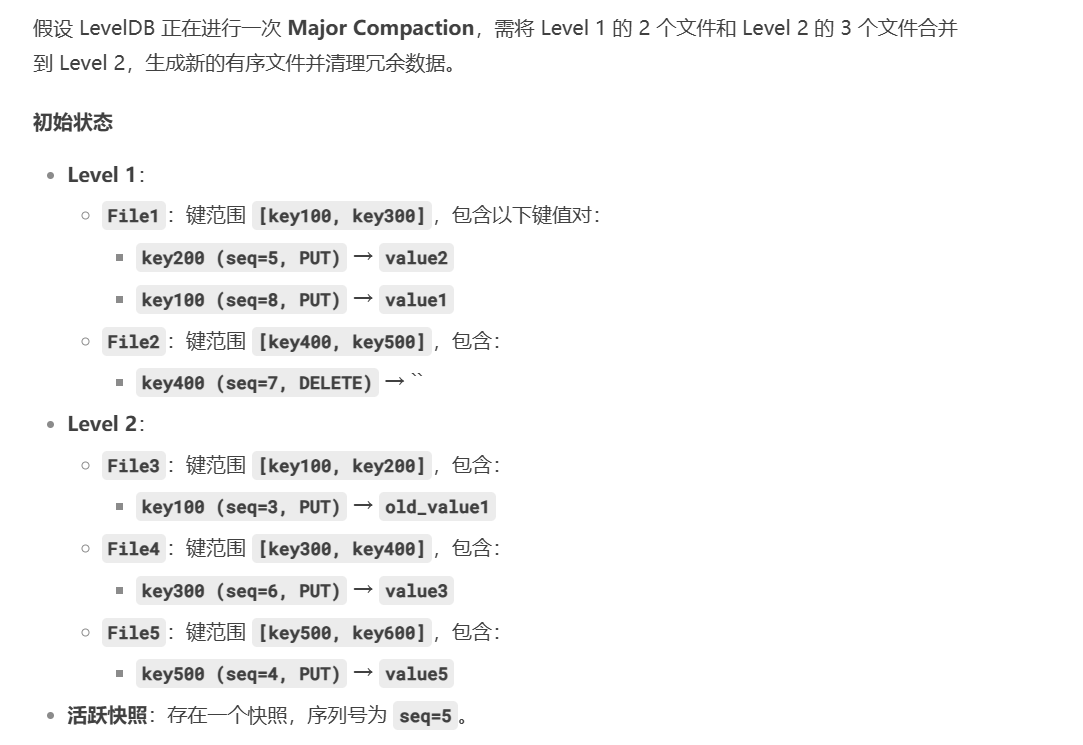 假设 LevelDB 正在进行一次 Major Compaction，需将 Level 1 的 2 个文件和 Level 2 的 3 个文件合并
到 Level 2，生成新的有序文件并清理冗余数据。
初始状态
Level 1：
File1：键范围 [key100, key300]，包含以下键值对：
key200 (seq=5, PUT) → value2
key100 (seq=8, PUT) → value1
File2：键范围 [key400, key500]，包含：
key400 (seq=7, DELETE) → ``
Level 2：
File3：键范围 [key100, key200]，包含：
key100 (seq=3, PUT) → old_value1
File4：键范围 [key300, key400]，包含：
key300 (seq=6, PUT) → value3
File5：键范围 [key500, key600]，包含：
key500 (seq=4, PUT) → value5
活跃快照：存在一个快照，序列号为 seq=5。